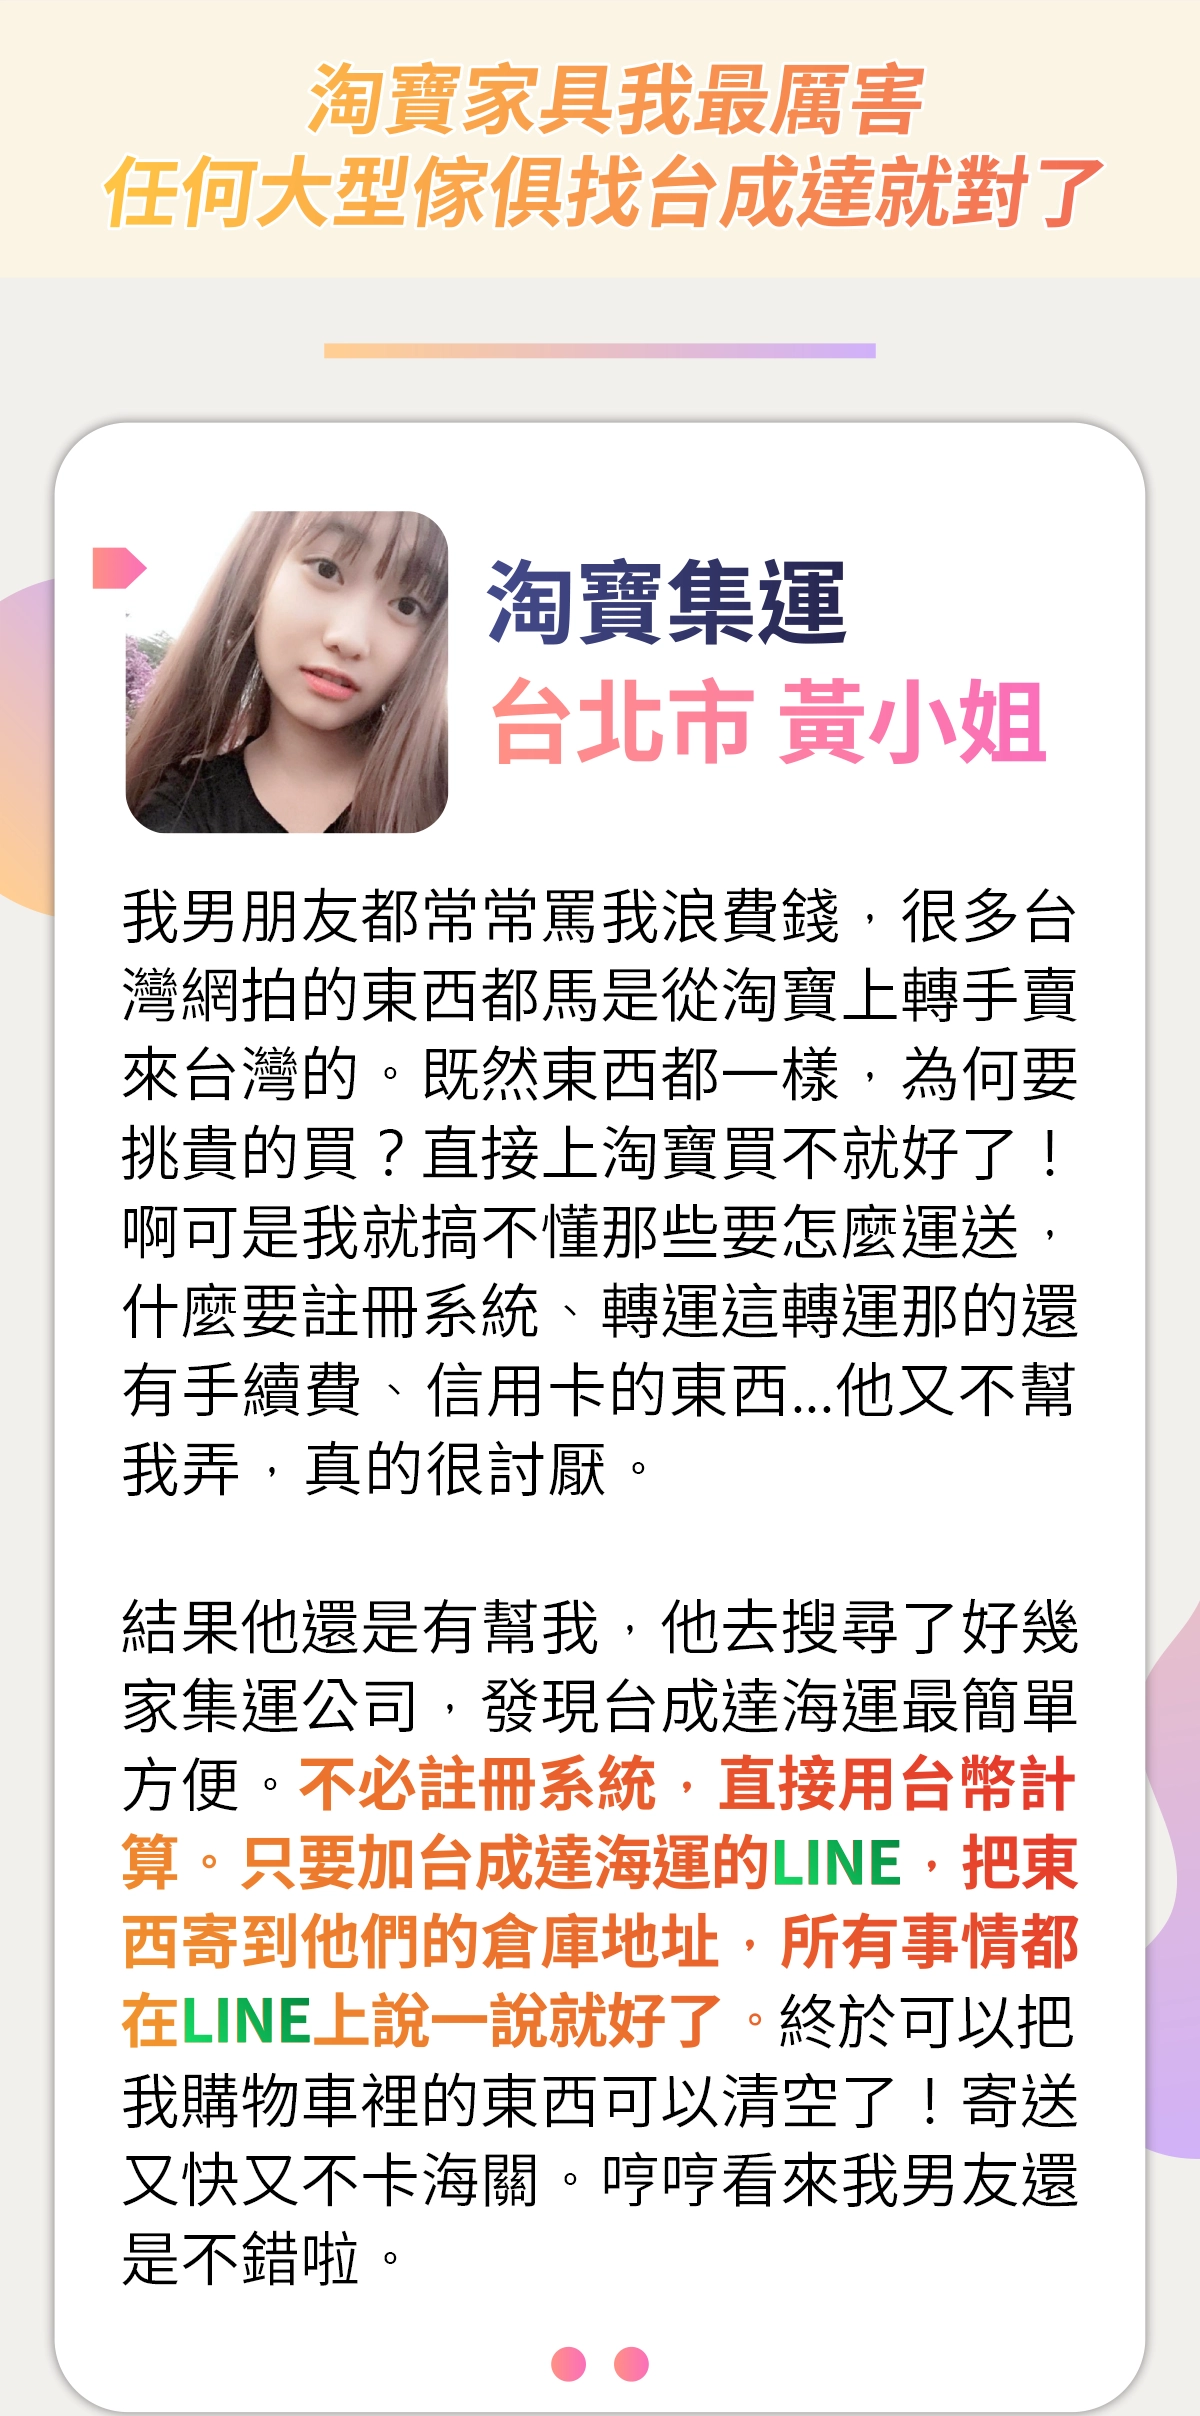 淘寶家具我最厲害
任何大型傢俱找台成達就對了
淘寶集運
台北市 黃小姐
我男朋友都常常罵我浪費錢，很多台
灣網拍的東西都馬是從淘寶上轉手賣
來台灣的。既然東西都一樣，為何要
挑貴的買？直接上淘寶買不就好了！
啊可是我就搞不懂那些要怎麼運送，
什麼要註冊系統、轉運這轉運那的還
有手續費、信用卡的東西...他又不幫
我弄，真的很討厭。
結果他還是有幫我，他去搜尋了好幾
家集運公司，發現台成達海運最簡單
方便。不必註冊系統，直接用台幣計
算。只要加台成達海運的LINE，把東
西寄到他們的倉庫地址，所有事情都
在LINE上說一說就好了。終於可以把
我購物車裡的東西可以清空了！寄送
又快又不卡海關。哼哼看來我男友還
是不錯啦。